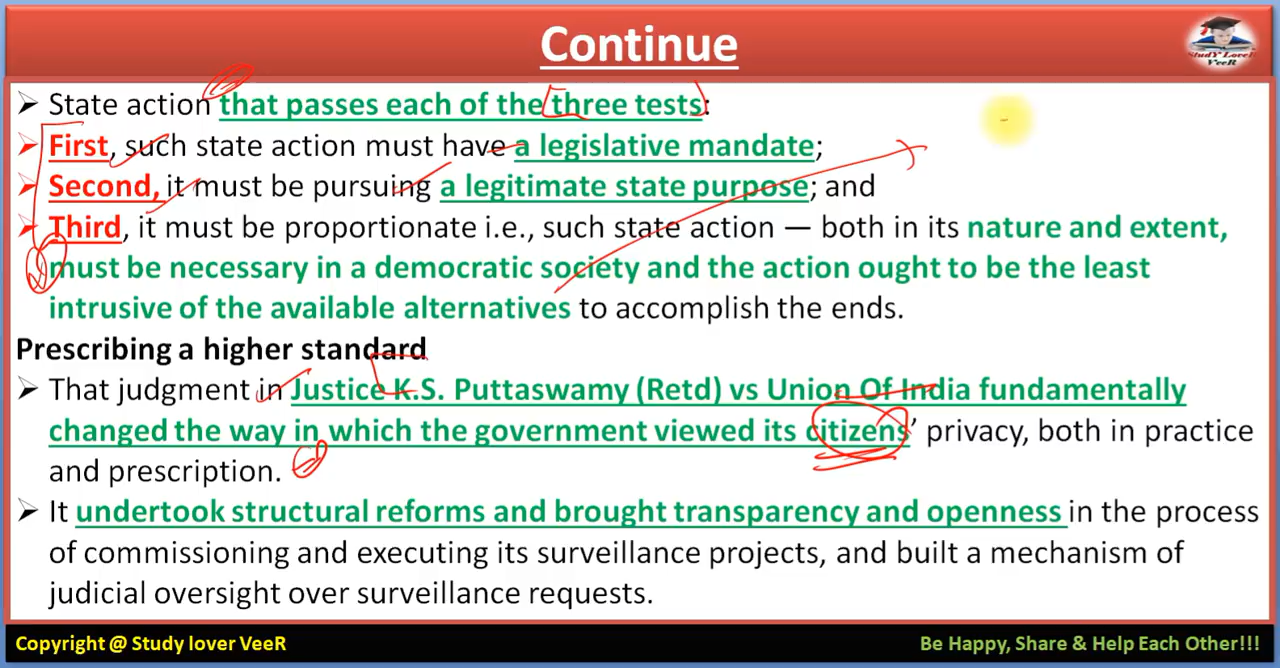 Continue
StudY LoveR
VeeR
➢ State action that passes each of the three tests:
➢ First, such state action must have a legislative mandate;
➢ Second, it must be pursuing a legitimate state purpose; and
➢ Third, it must be proportionate i.e., such state action — both in its nature and extent,
must be necessary in a democratic society and the action ought to be the least
intrusive of the available alternatives to accomplish the ends.
Prescribing a higher standard
➢ That judgment in Justice K.S. Puttaswamy (Retd) vs Union Of India fundamentally
changed the way in which the government viewed its citizens’ privacy, both in practice
and prescription.
➢ It undertook structural reforms and brought transparency and openness in the process
of commissioning and executing its surveillance projects, and built a mechanism of
judicial oversight over surveillance requests.
Copyright @ Study lover VeeR
Be Happy, Share & Help Each Other!!!